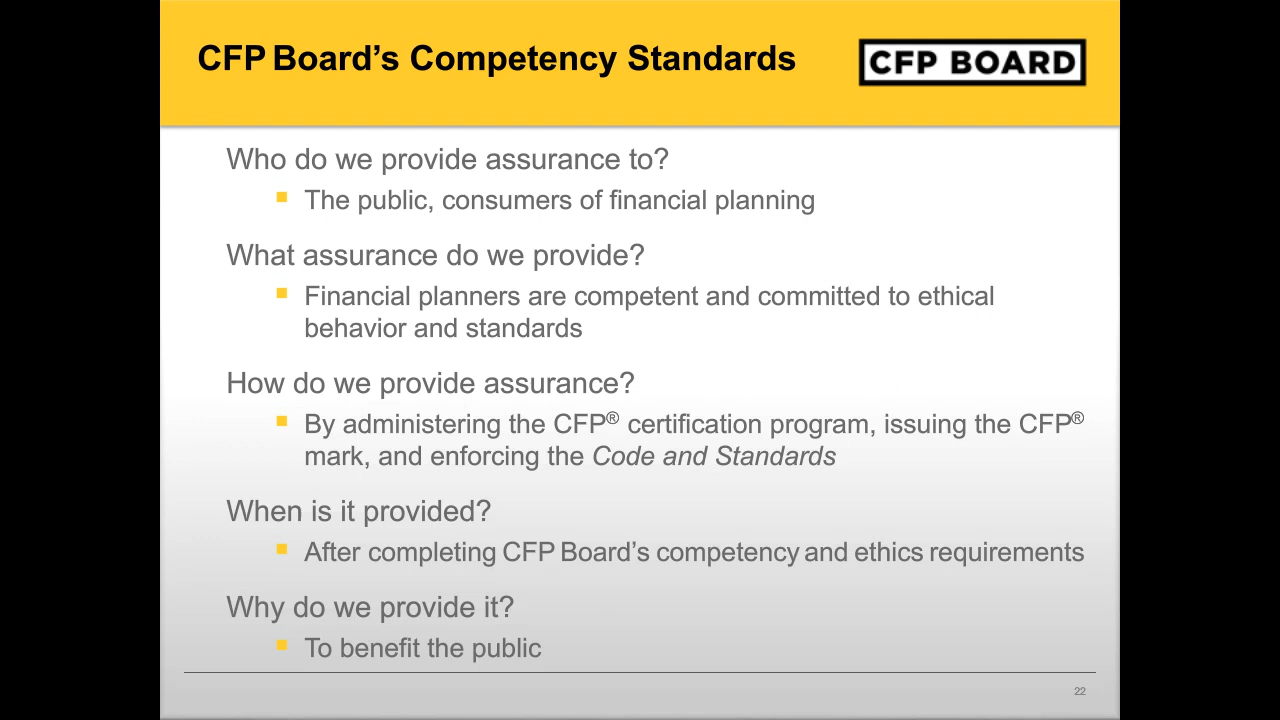 CFP Board’s Competency Standards
CFP BOARD
Who do we provide assurance to?
The public, consumers of financial planning
What assurance do we provide?
Financial planners are competent and committed to ethical
behavior and standards
How do we provide assurance?
By administering the CFP® certification program, issuing the CFP®
mark, and enforcing the Code and Standards
When is it provided?
After completing CFP Board’s competency and ethics requirements
Why do we provide it?
To benefit the public
22